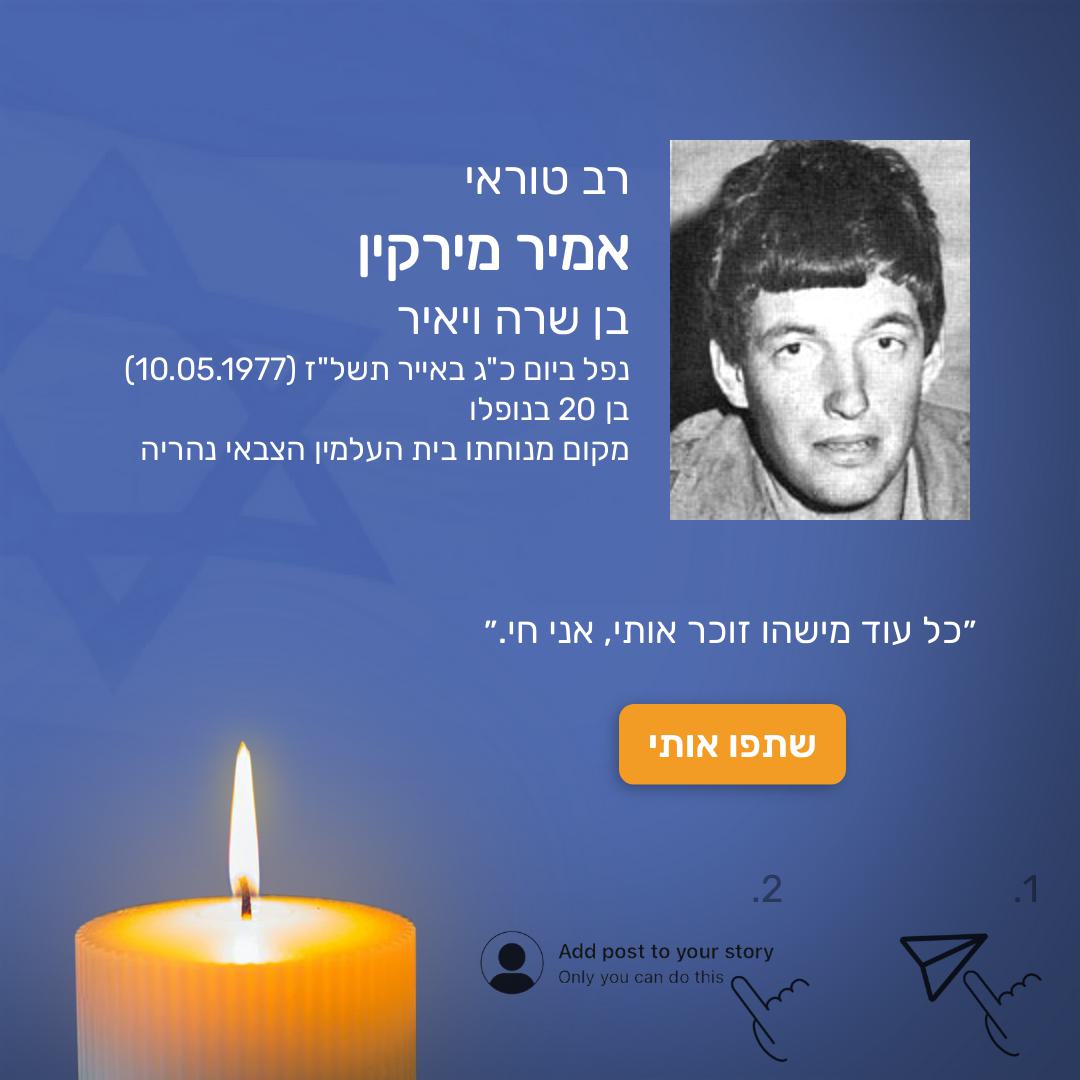 רב טוראי
אמיר מירקין
בן שרה ויאיר
נפל ביום כ"ג באייר תשל"ז (10.05.1977)
בן 20 בנופלו
מקום מנוחתו בית העלמין הצבאי נהריה
״כל עוד מישהו זוכר אותי, אני חי.״
שתפו אותי
.1
.2
Add post to your story
Only you can do this